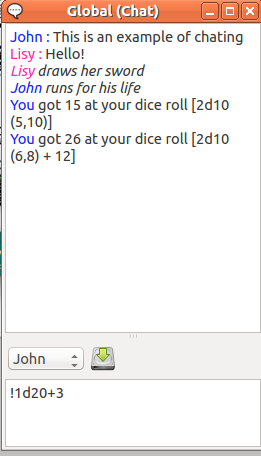 Global (Chat)
John : This is an example of chating
Lisy : Hello!
Lisy draws her sword
John runs for his life
You got 15 at your dice roll [2d10
(5,10)]
You got 26 at your dice roll [2d10
(6,8) + 12]
John
!1d20+3